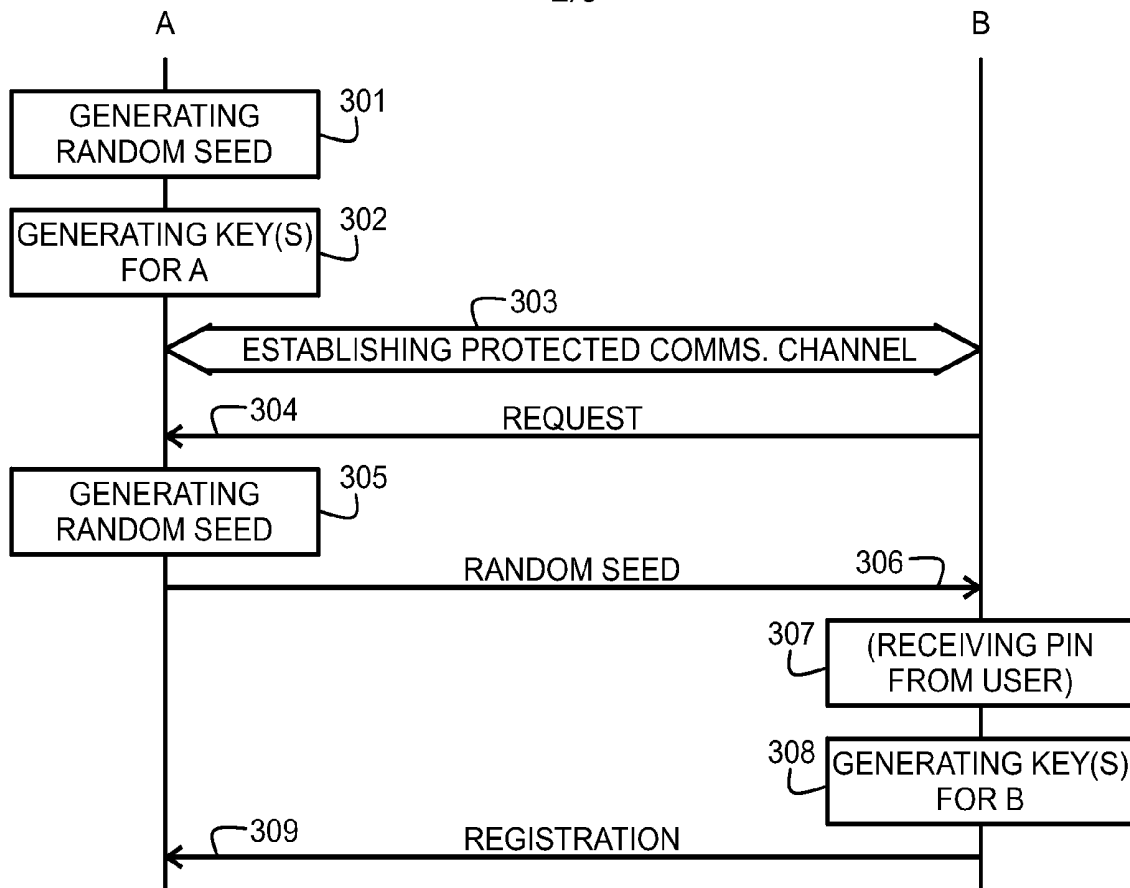 A
B
GENERATING
RANDOM SEED
301
GENERATING KEY(S)
FOR A
302
303
ESTABLISHING PROTECTED COMMS. CHANNEL
304
REQUEST
GENERATING
RANDOM SEED
305
RANDOM SEED
306
307
(RECEIVING PIN
FROM USER)
308
GENERATING KEY(S)
FOR B
309
REGISTRATION